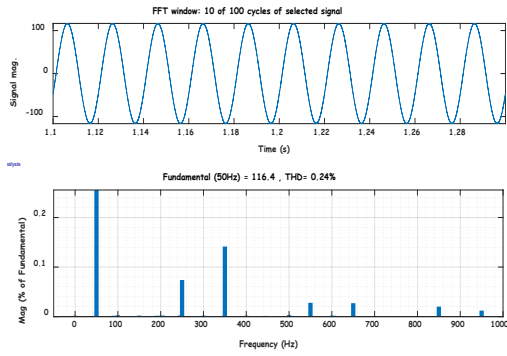 FFT window: 10 of 100 cycles of selected signal
Signal mag.
100
0
-100
1.1 1.12 1.14 1.16 1.18 1.2 1.22 1.24 1.26 1.28
Time (s)
Fundamental (50Hz) = 116.4 , THD= 0.24%
Mag (% of Fundamental)
0.2
0.1
0
0 100 200 300 400 500 600 700 800 900 1000
Frequency (Hz)